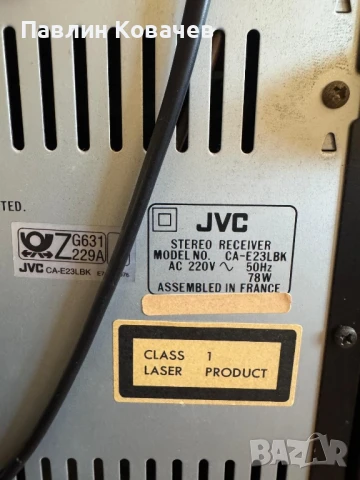 Павлин Ковачев
TED.
Z G631
229A
JVC CA-E23LBK
JVC
STEREO RECEIVER
MODEL NO. CA-E23LBK
AC 220V ~ 50Hz
78W
ASSEMBLED IN FRANCE
CLASS 1
LASER PRODUCT
BAZAR